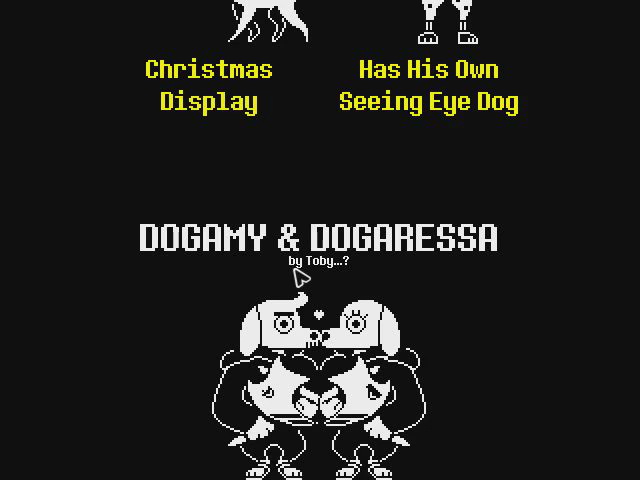 Christmas
Display
Has His Own
Seeing Eye Dog
DOGAMY & DOGARESSA
by Toby...?